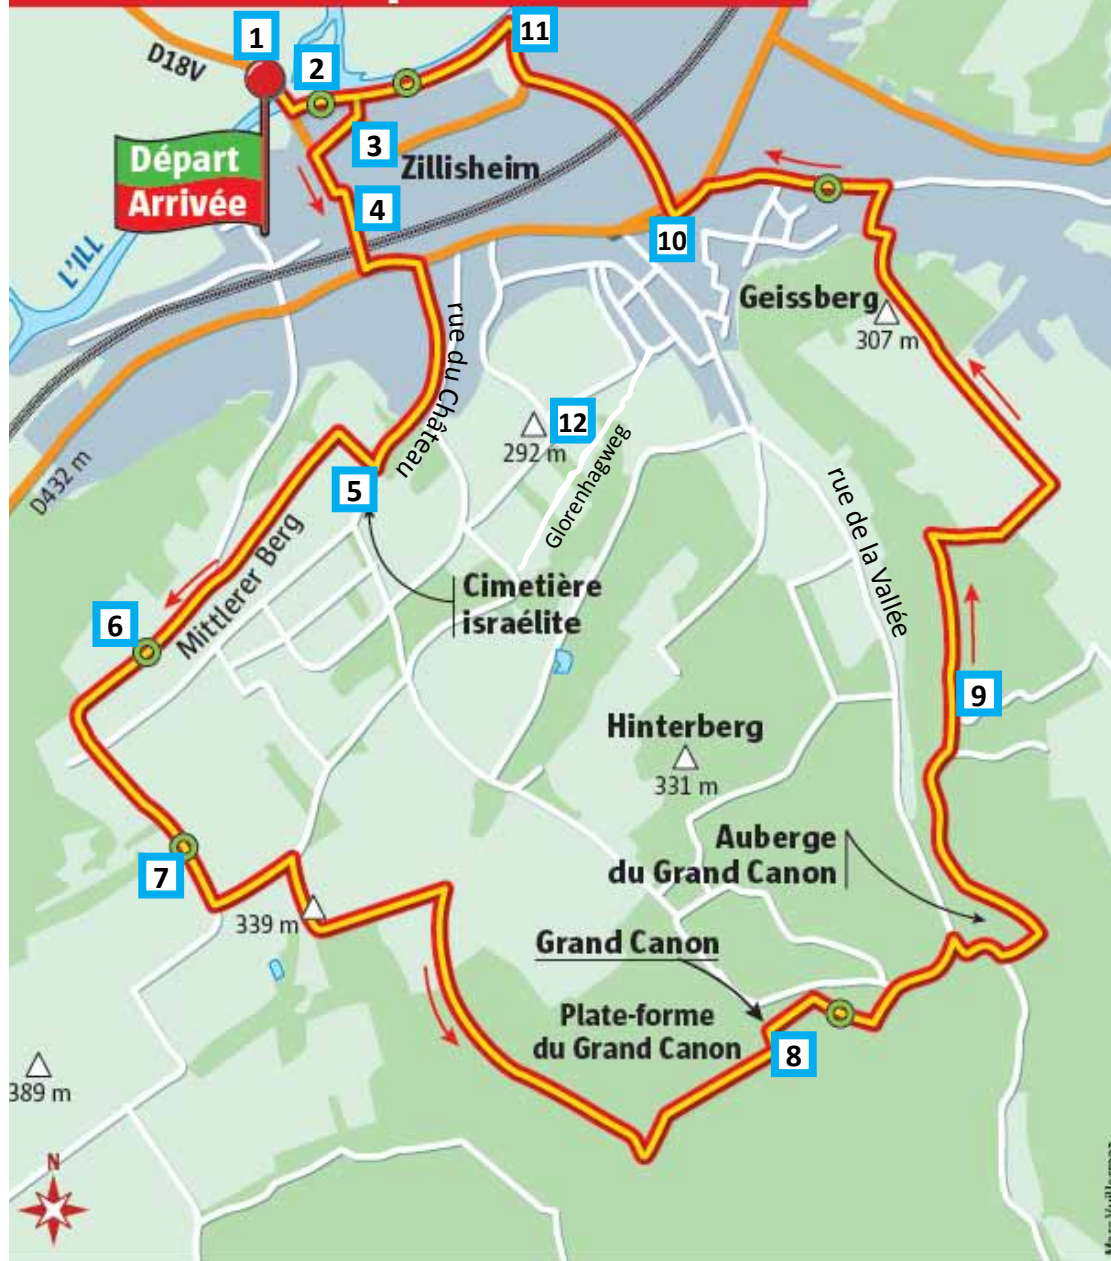 1
2
11
D18V
Départ
Arrivée
3
Zillisheim
4
L'ILL
10
Geissberg
307 m
rue du Château
12
292 m
D432 m
5
Glorenhagweg
rue de la Vallée
Mittlerer Berg
Cimetière
israélite
6
9
Hinterberg
331 m
Auberge
du Grand Canon
7
339 m
Grand Canon
Plate-forme
du Grand Canon
8
389 m
N